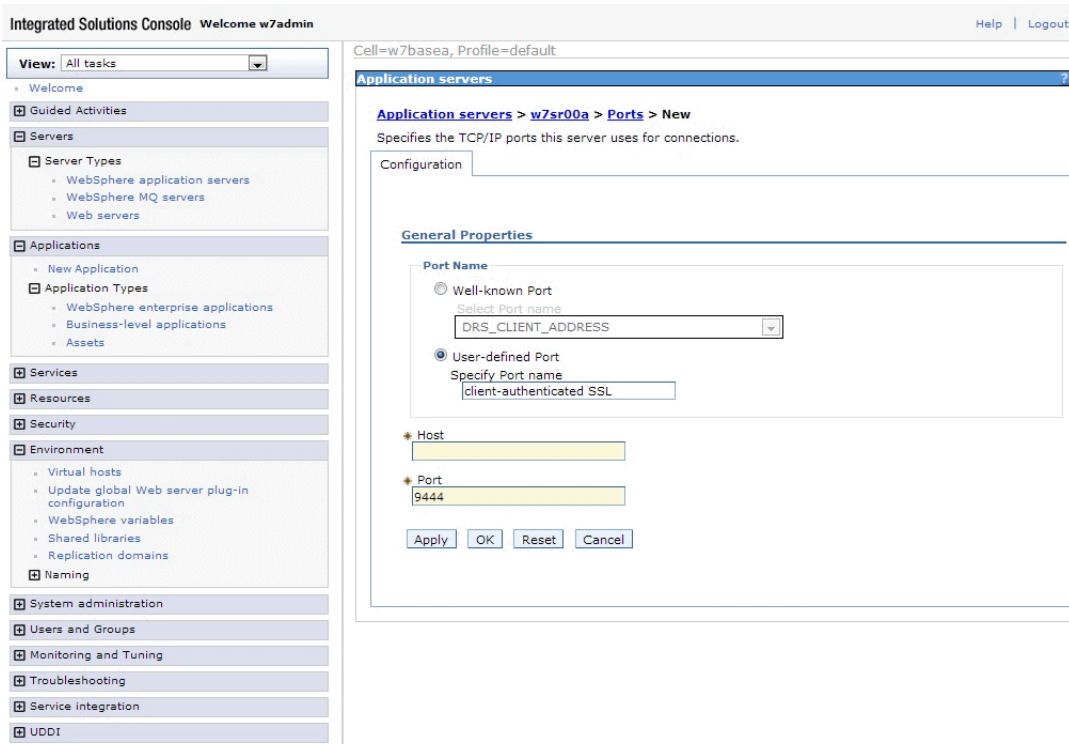 Integrated Solutions Console Welcome w7admin
Help | Logout
View: All tasks
Welcome
Guided Activities
Servers
Server Types
WebSphere application servers
WebSphere MQ servers
Web servers
Applications
New Application
Application Types
WebSphere enterprise applications
Business-level applications
Assets
Services
Resources
Security
Environment
Virtual hosts
Update global Web server plug-in
configuration
WebSphere variables
Shared libraries
Replication domains
Naming
System administration
Users and Groups
Monitoring and Tuning
Troubleshooting
Service integration
UDDI
Cell=w7basea, Profile=default
Application servers ?
Application servers > w7sr00a > Ports > New
Specifies the TCP/IP ports this server uses for connections.
Configuration
General Properties
Port Name
Well-known Port
Select Port name
DRS_CLIENT_ADDRESS
User-defined Port
Specify Port name
client-authenticated SSL
Host
Port
9444
Apply OK Reset Cancel